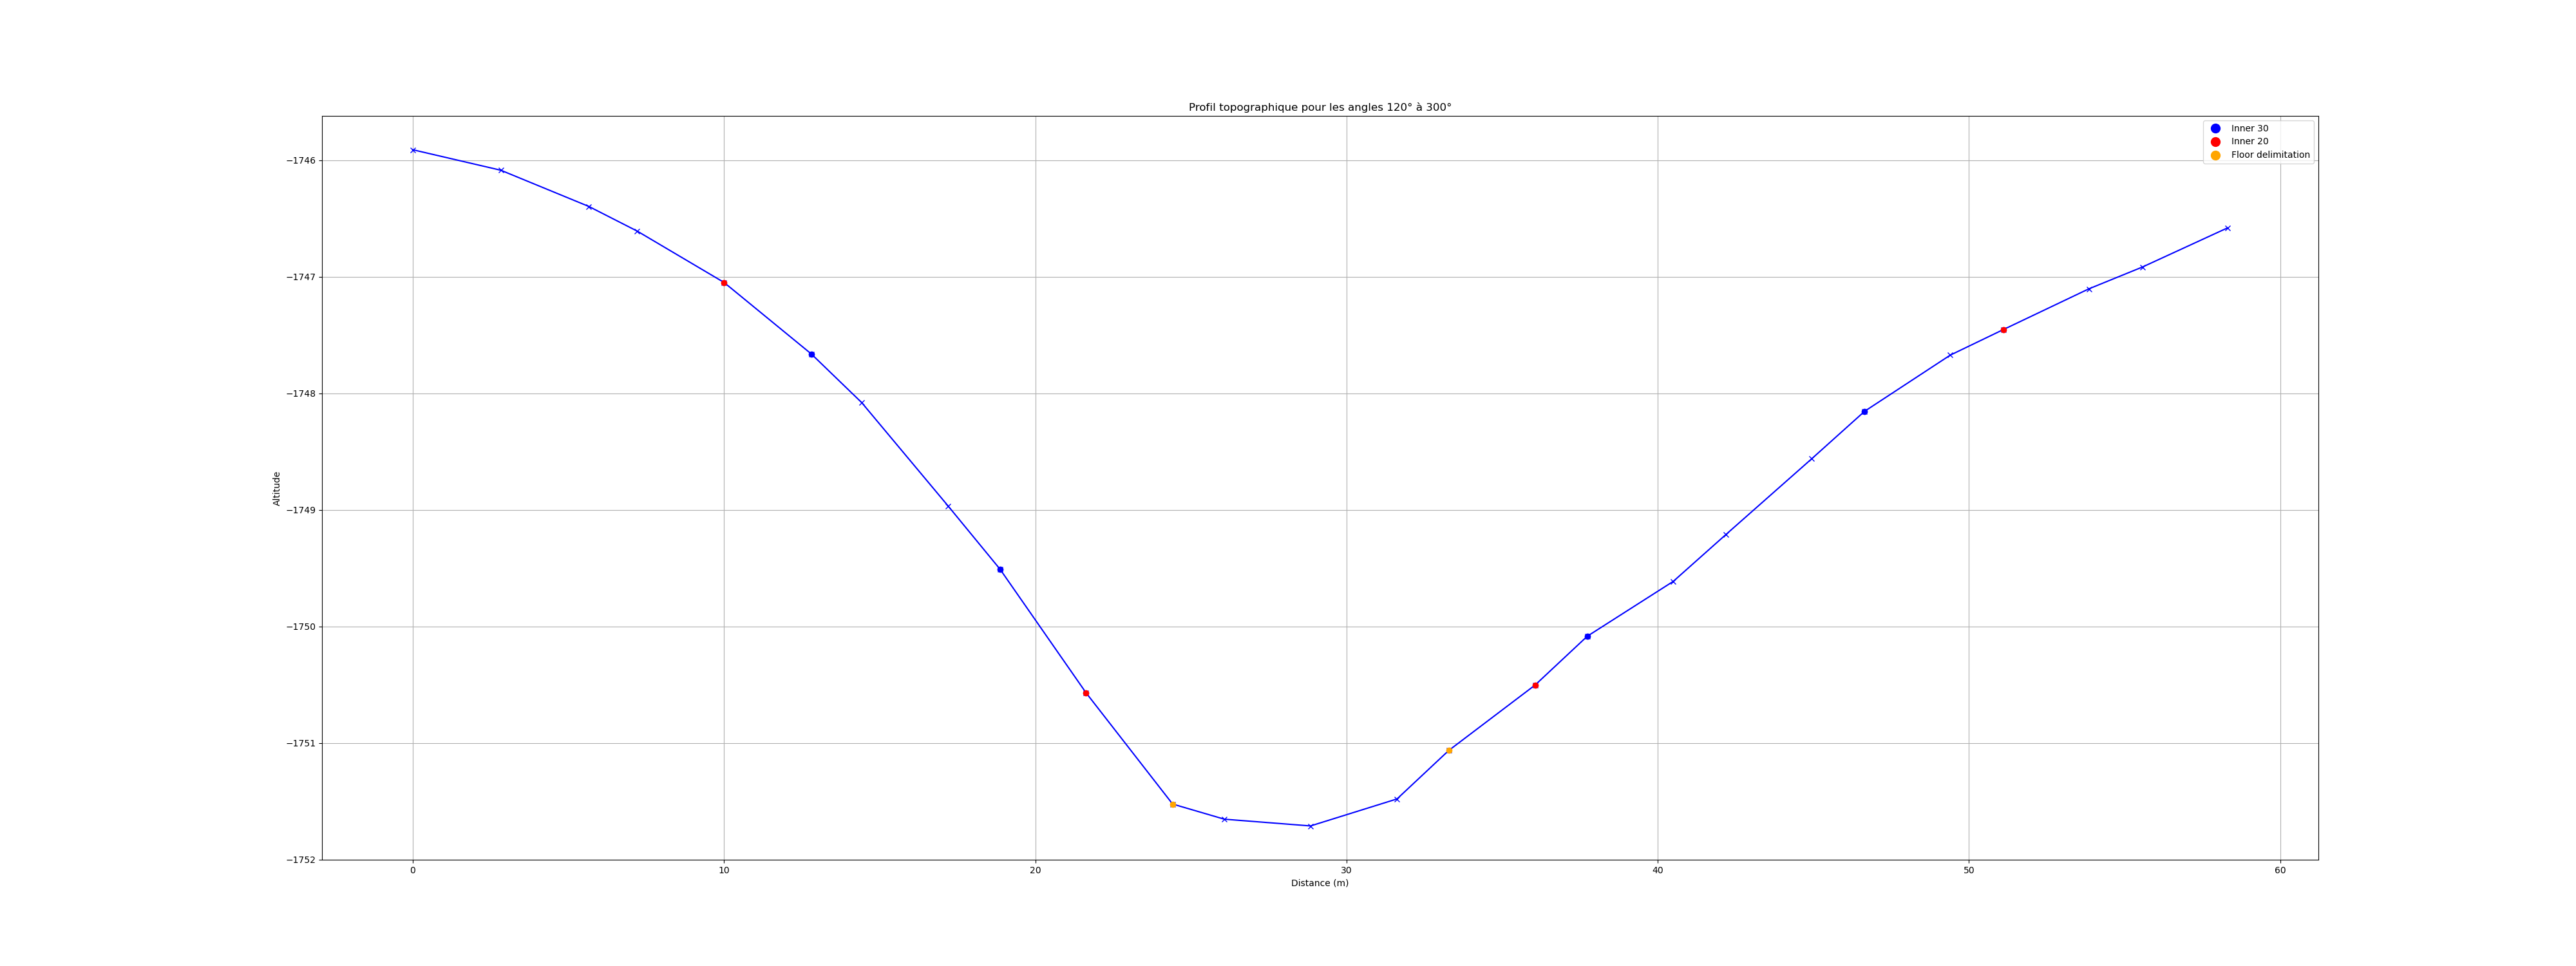 Profil topographique pour les angles 120° à 300°
Inner 30
Inner 20
Floor delimitation
−1746
−1747
−1748
−1749
−1750
−1751
−1752
Altitude
0 10 20 30 40 50 60
Distance (m)